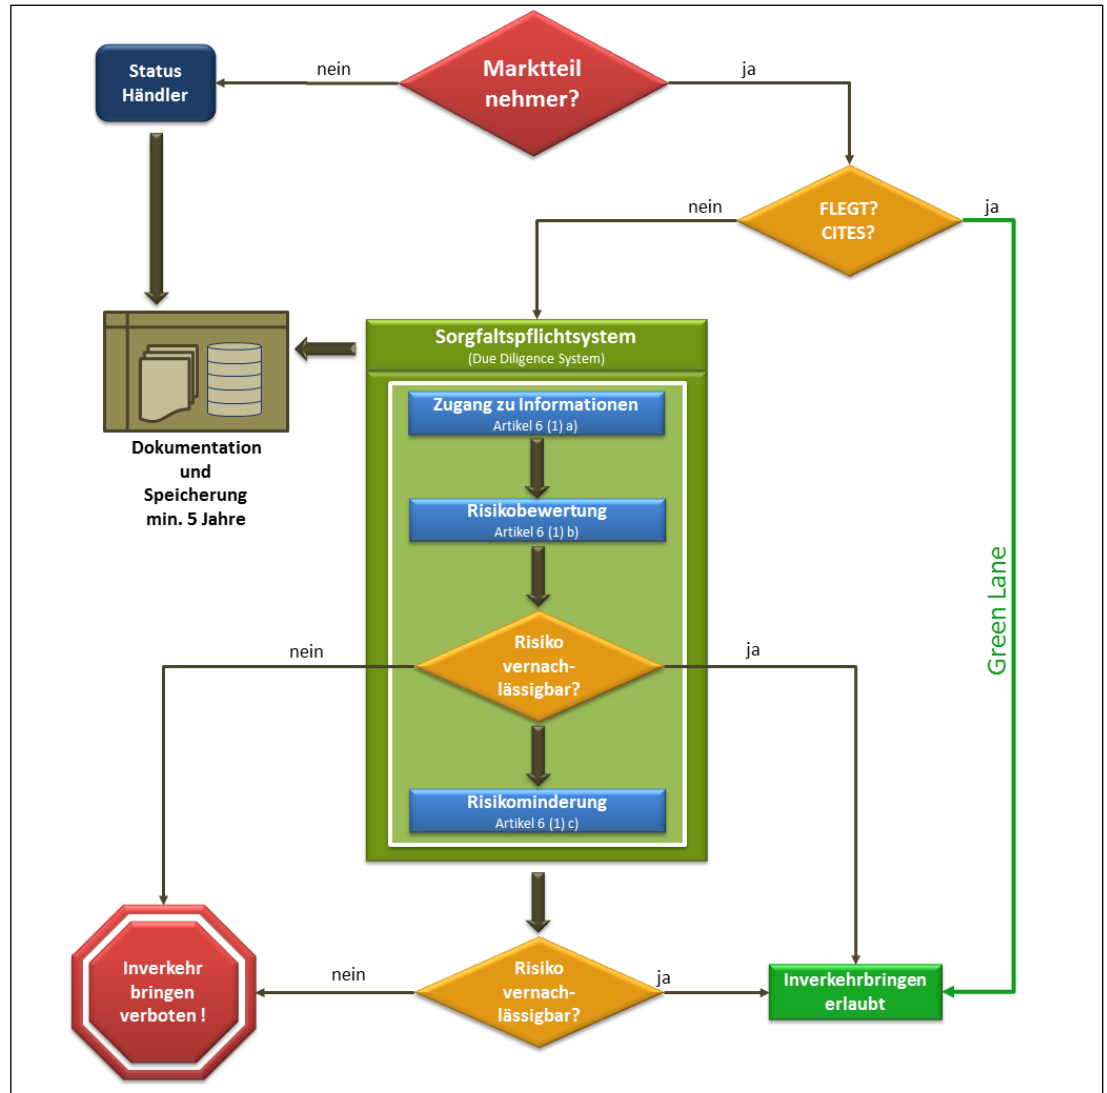 Marktteil
nehmer?
nein
ja
Status
Händler
FLEGT?
CITES?
nein
ja
Sorgfaltspflichtsystem
(Due Diligence System)
Zugang zu Informationen
Artikel 6 (1) a)
Dokumentation
und
Speicherung
min. 5 Jahre
Risikobewertung
Artikel 6 (1) b)
Green Lane
Risiko
vernach-
lässigbar?
nein
ja
Risikominderung
Artikel 6 (1) c)
Risiko
vernach-
lässigbar?
nein
ja
Inverkehr
bringen
verboten !
Inverkehrbringen
erlaubt